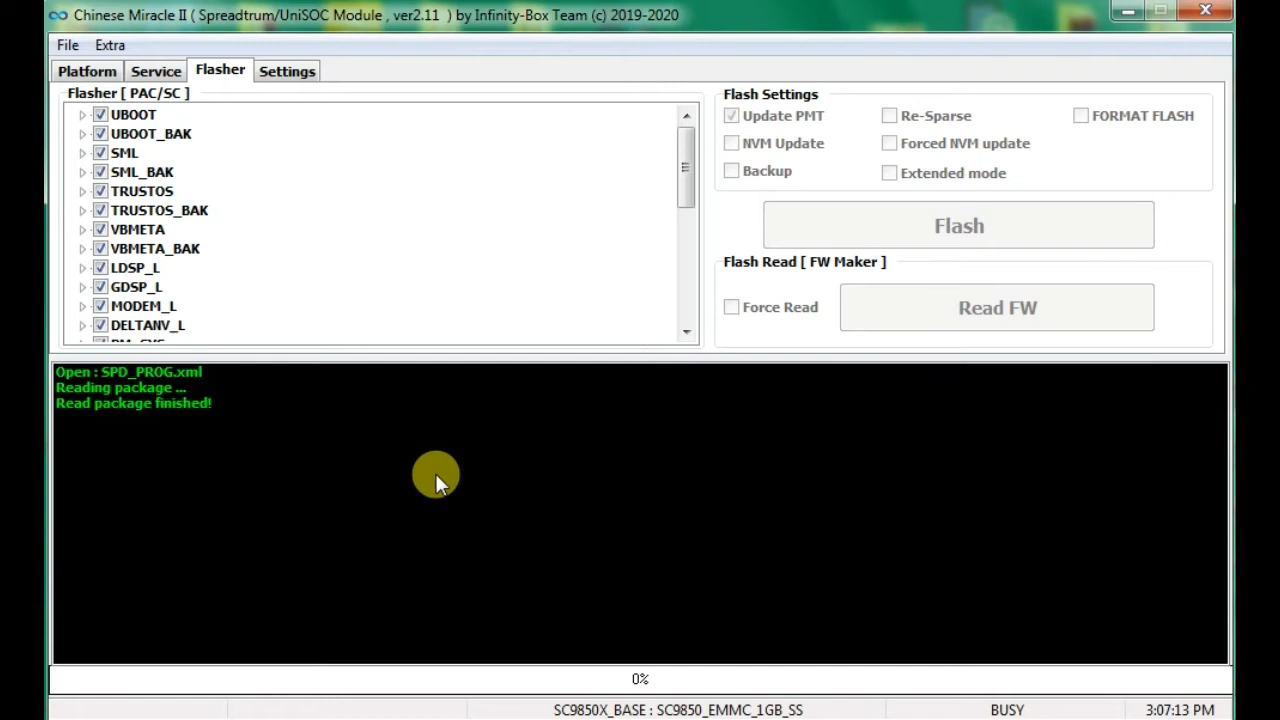 Chinese Miracle II ( Spreadtrum/UniSOC Module , ver2.11 ) by Infinity-Box Team (c) 2019-2020
File Extra
Platform Service Flasher Settings
Flasher [ PAC/SC ]
UBOOT
UBOOT_BAK
SML
SML_BAK
TRUSTOS
TRUSTOS_BAK
VBMETA
VBMETA_BAK
LDSP_L
GDSP_L
MODEM_L
DELTANV_L
Flash Settings
Update PMT Re-Sparse FORMAT FLASH
NVM Update Forced NVM update
Backup Extended mode
Flash
Flash Read [ FW Maker ]
Force Read Read FW
Open : SPD_PROG.xml
Reading package ...
Read package finished!
0%
SC9850X_BASE : SC9850_EMMC_1GB_SS BUSY 3:07:13 PM